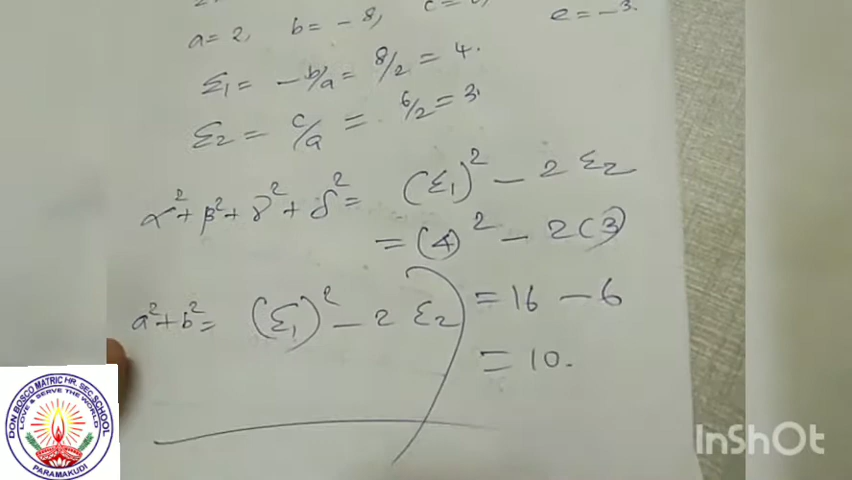 a = 2, b = - 8, c = 6, e = - 3.
Σ1 = - b/a = 8/2 = 4.
Σ2 = c/a = 6/2 = 3.
α² + β² + γ² + δ² = (Σ1)² - 2 Σ2
= (4)² - 2(3)
a² + b² = (Σ1)² - 2 Σ2
= 16 - 6
= 10.
DON BOSCO MATRIC HR. SEC. SCHOOL
LOVE & SERVE THE WORLD
PARAMAKUDI
InShOt